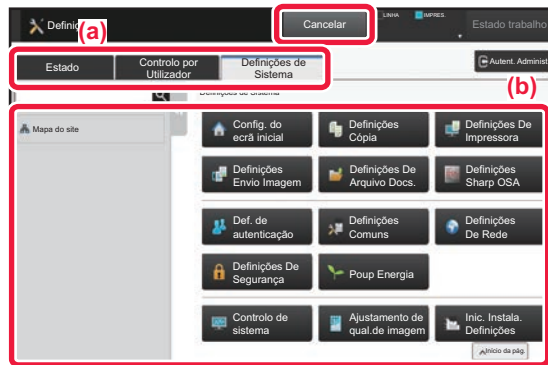 Definiç
(a)
Cancelar
LINHA
IMPRES.
Estado trabalho
Estado
Controlo por
Utilizador
Definições de
Sistema
Autent. Administ
(b)
Definições de Sistema
Mapa do site
Config. do
ecrã inicial
Definições
Cópia
Definições De
Impressora
Definições
Envio Imagem
Definições De
Arquivo Docs.
Definições
Sharp OSA
Def. de
autenticação
Definições
Comuns
Definições
De Rede
Definições De
Segurança
Poup Energia
Controlo de
sistema
Ajustamento de
qual.de imagem
Inic. Instala.
Definições
Início da pág.